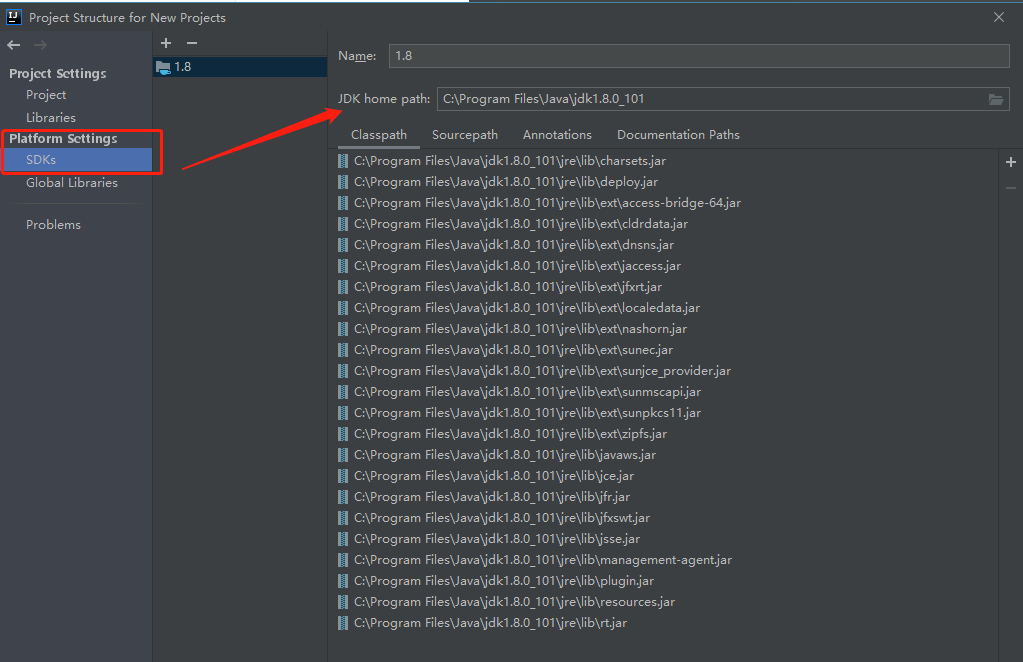 Project Structure for New Projects
Project Settings
Project
Libraries
Platform Settings
SDKs
Global Libraries
Problems
1.8
Name: 1.8
JDK home path: C:\Program Files\Java\jdk1.8.0_101
Classpath Sourcepath Annotations Documentation Paths
C:\Program Files\Java\jdk1.8.0_101\jre\lib\charsets.jar
C:\Program Files\Java\jdk1.8.0_101\jre\lib\deploy.jar
C:\Program Files\Java\jdk1.8.0_101\jre\lib\ext\access-bridge-64.jar
C:\Program Files\Java\jdk1.8.0_101\jre\lib\ext\cldrdata.jar
C:\Program Files\Java\jdk1.8.0_101\jre\lib\ext\dnsns.jar
C:\Program Files\Java\jdk1.8.0_101\jre\lib\ext\jaccess.jar
C:\Program Files\Java\jdk1.8.0_101\jre\lib\ext\jfxrt.jar
C:\Program Files\Java\jdk1.8.0_101\jre\lib\ext\localedata.jar
C:\Program Files\Java\jdk1.8.0_101\jre\lib\ext\nashorn.jar
C:\Program Files\Java\jdk1.8.0_101\jre\lib\ext\sunec.jar
C:\Program Files\Java\jdk1.8.0_101\jre\lib\ext\sunjce_provider.jar
C:\Program Files\Java\jdk1.8.0_101\jre\lib\ext\sunmscapi.jar
C:\Program Files\Java\jdk1.8.0_101\jre\lib\ext\sunpkcs11.jar
C:\Program Files\Java\jdk1.8.0_101\jre\lib\ext\zipfs.jar
C:\Program Files\Java\jdk1.8.0_101\jre\lib\javaws.jar
C:\Program Files\Java\jdk1.8.0_101\jre\lib\jce.jar
C:\Program Files\Java\jdk1.8.0_101\jre\lib\jfr.jar
C:\Program Files\Java\jdk1.8.0_101\jre\lib\jfxswt.jar
C:\Program Files\Java\jdk1.8.0_101\jre\lib\jsse.jar
C:\Program Files\Java\jdk1.8.0_101\jre\lib\management-agent.jar
C:\Program Files\Java\jdk1.8.0_101\jre\lib\plugin.jar
C:\Program Files\Java\jdk1.8.0_101\jre\lib\resources.jar
C:\Program Files\Java\jdk1.8.0_101\jre\lib\rt.jar